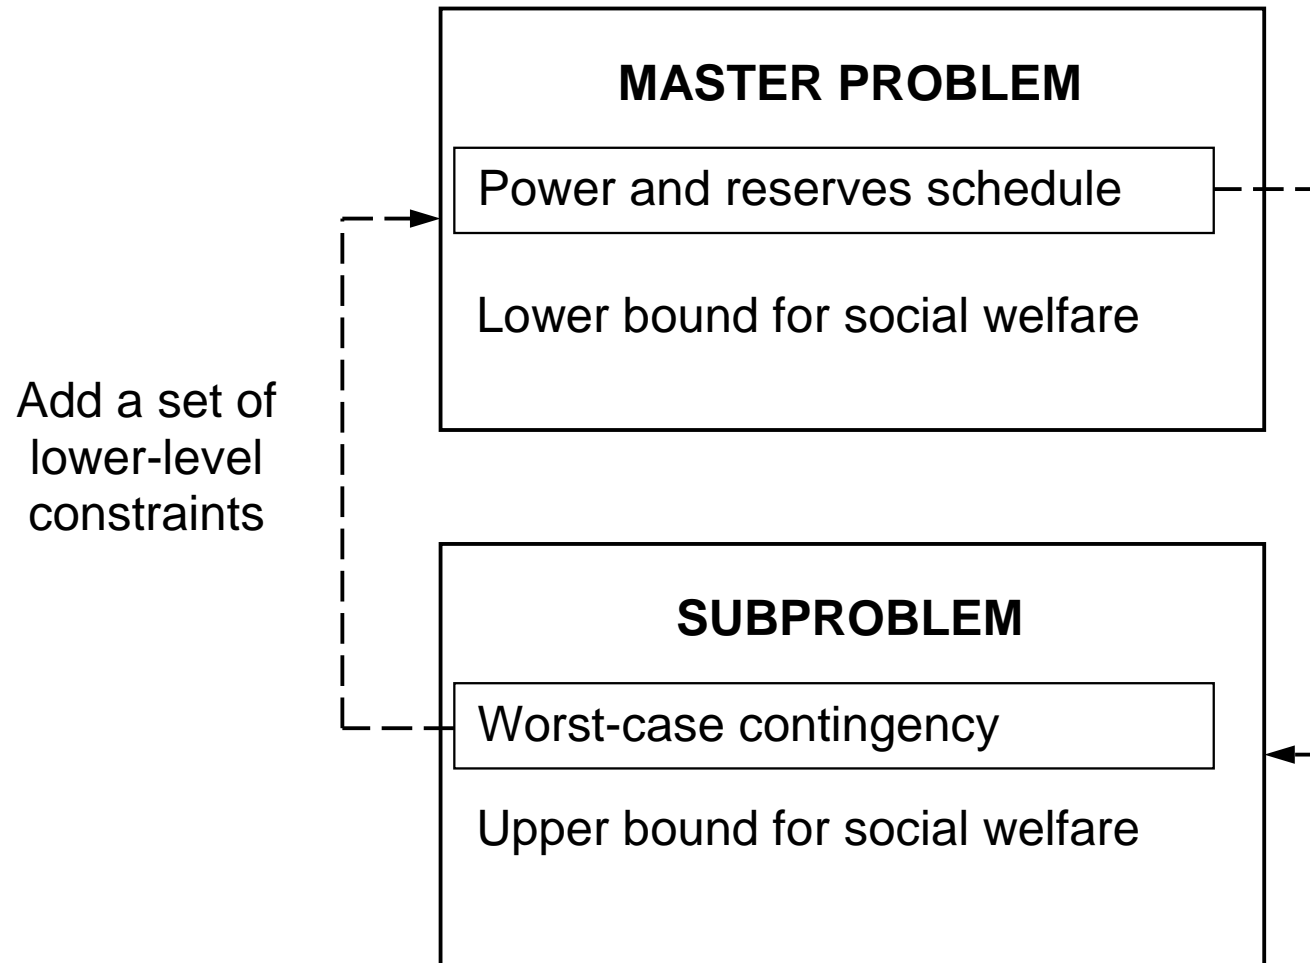 MASTER PROBLEM
Power and reserves schedule
Lower bound for social welfare
Add a set of
lower-level
constraints
SUBPROBLEM
Worst-case contingency
Upper bound for social welfare